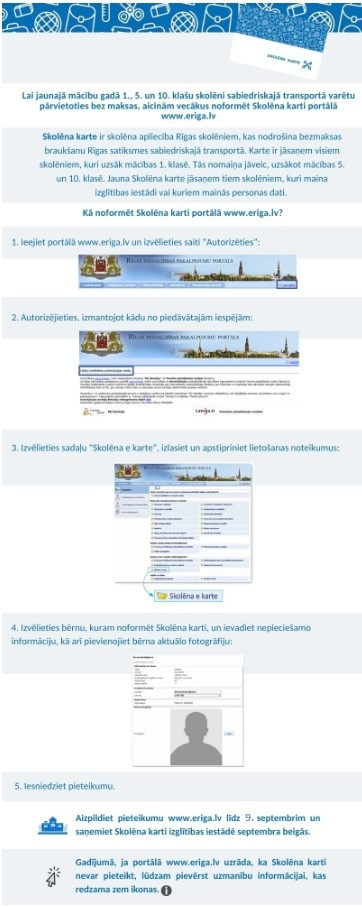 SKOLĒNA KARTE
Lai jaunajā mācību gadā 1., 5. un 10. klašu skolēni sabiedriskajā transportā varētu
pārvietoties bez maksas, aicinām vecākus noformēt Skolēna karti portālā
www.eriga.lv
Skolēna karte ir skolēna apliecība Rīgas skolēniem, kas nodrošina bezmaksas
braukšanu Rīgas satiksmes sabiedriskajā transportā. Karte ir jāsaņem visiem
skolēniem, kuri uzsāk mācības 1. klasē. Tās nomaiņa jāveic, uzsākot mācības 5.
un 10. klasē. Jauna Skolēna karte jāsaņem tiem skolēniem, kuri maina
izglītības iestādi vai kuriem mainās personas dati.
Kā noformēt Skolēna karti portālā www.eriga.lv?
1. Ieejiet portālā www.eriga.lv un izvēlieties saiti "Autorizēties":
RĪGAS PAŠVALDĪBAS PAKALPOJUMU PORTĀLS
2. Autorizējieties, izmantojot kādu no piedāvātajām iespējām:
RĪGAS PAŠVALDĪBAS PAKALPOJUMU PORTĀLS
Latvija.lv
3. Izvēlieties sadaļu "Skolēna e karte", izlasiet un apstipriniet lietošanas noteikumus:
Skolēna e karte
4. Izvēlieties bērnu, kuram noformēt Skolēna karti, un ievadiet nepieciešamo
informāciju, kā arī pievienojiet bērna aktuālo fotogrāfiju:
5. Iesniedziet pieteikumu.
Aizpildiet pieteikumu www.eriga.lv līdz 9. septembrim un
saņemiet Skolēna karti izglītības iestādē septembra beigās.
Gadījumā, ja portālā www.eriga.lv uzrāda, ka Skolēna karti
nevar pieteikt, lūdzam pievērst uzmanību informācijai, kas
redzama zem ikonas. i